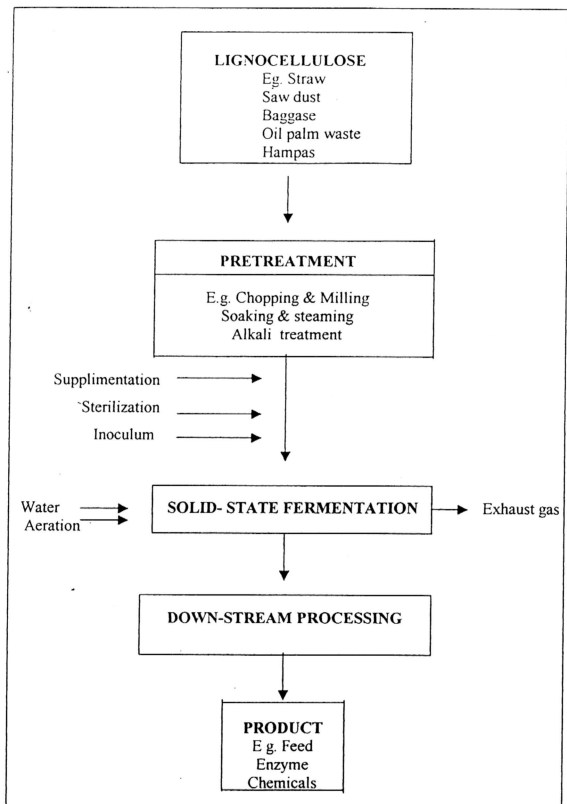 LIGNOCELLULOSE
Eg. Straw
Saw dust
Baggase
Oil palm waste
Hampas
PRETREATMENT
E.g. Chopping & Milling
Soaking & steaming
Alkali treatment
Supplimentation
Sterilization
Inoculum
Water
Aeration
SOLID- STATE FERMENTATION
Exhaust gas
DOWN-STREAM PROCESSING
PRODUCT
E g. Feed
Enzyme
Chemicals